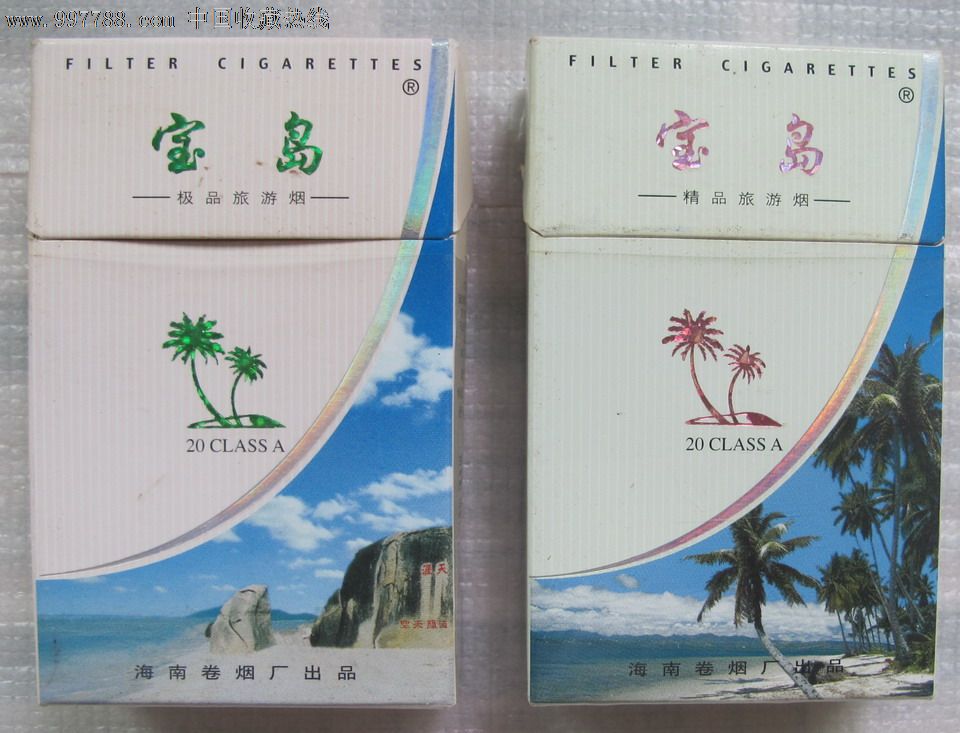 www.997788.com 中国收藏热线
FILTER CIGARETTES
®
宝岛
极品旅游烟
20 CLASS A
天涯
海南卷烟厂出品
FILTER CIGARETTES
®
宝岛
精品旅游烟
20 CLASS A
海南卷烟厂出品